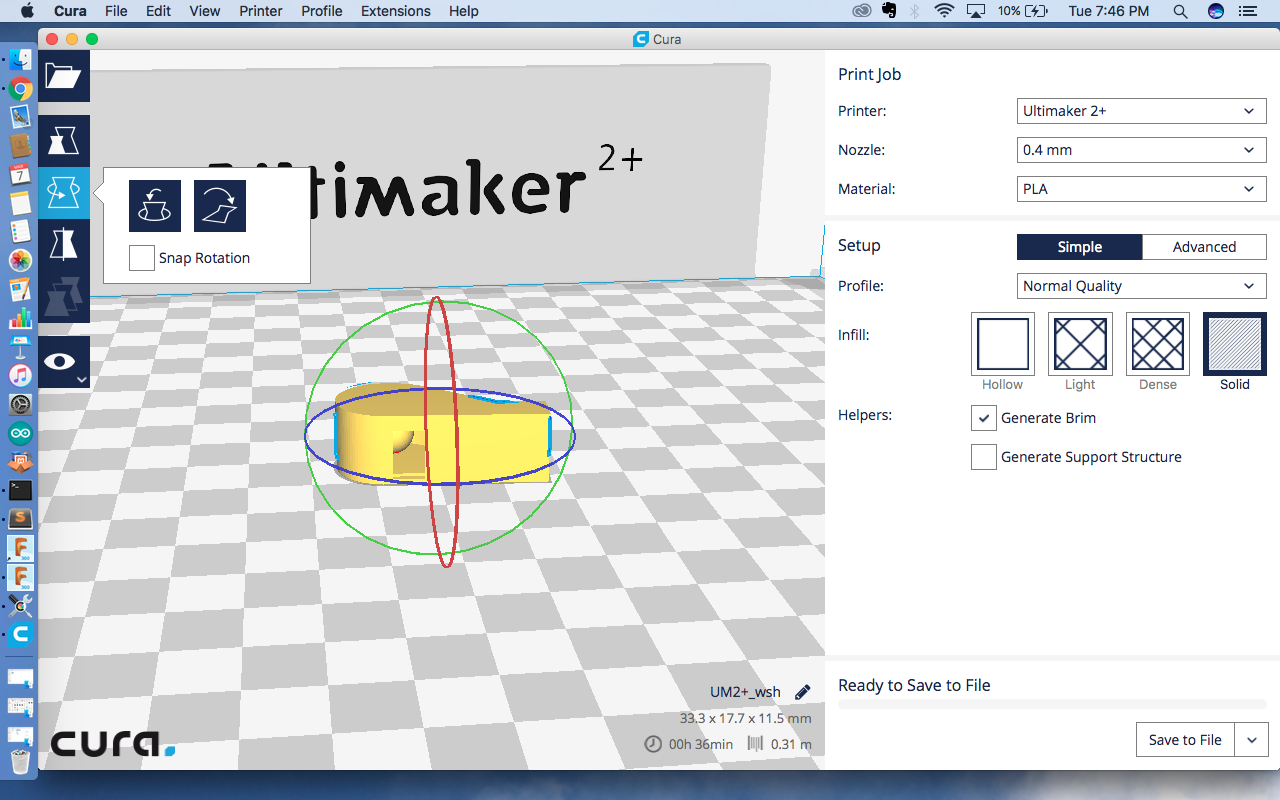 Cura File Edit View Printer Profile Extensions Help 10% Tue 7:46 PM
Cura
Print Job
Printer: Ultimaker 2+
Nozzle: 0.4 mm
Material: PLA
Setup Simple Advanced
Profile: Normal Quality
Infill:
Hollow Light Dense Solid
Helpers: Generate Brim
Generate Support Structure
Ready to Save to File
Save to File
timaker 2+
Snap Rotation
UM2+_wsh
33.3 x 17.7 x 11.5 mm
00h 36min 0.31 m
cura.